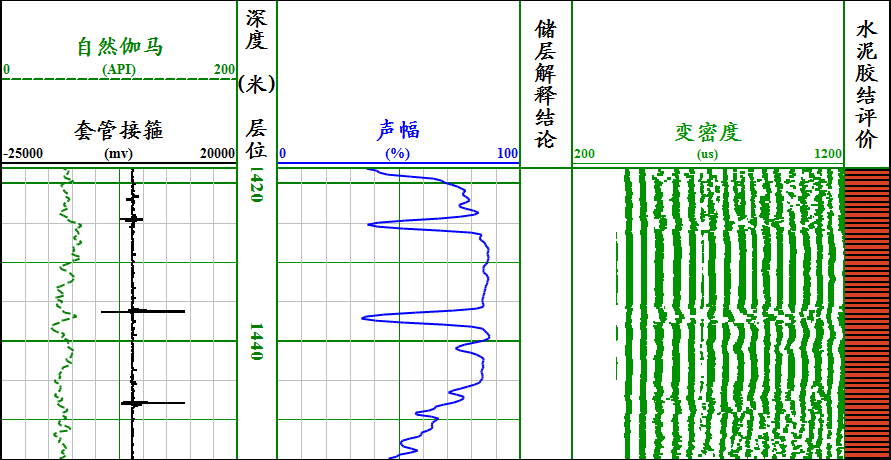 自然伽马
0 (API) 200
套管接箍
-25000 (mv) 20000
深度
(米)
层位
声幅
0 (%) 100
储层解释结论
变密度
200 (us) 1200
水泥胶结评价
1420
1440